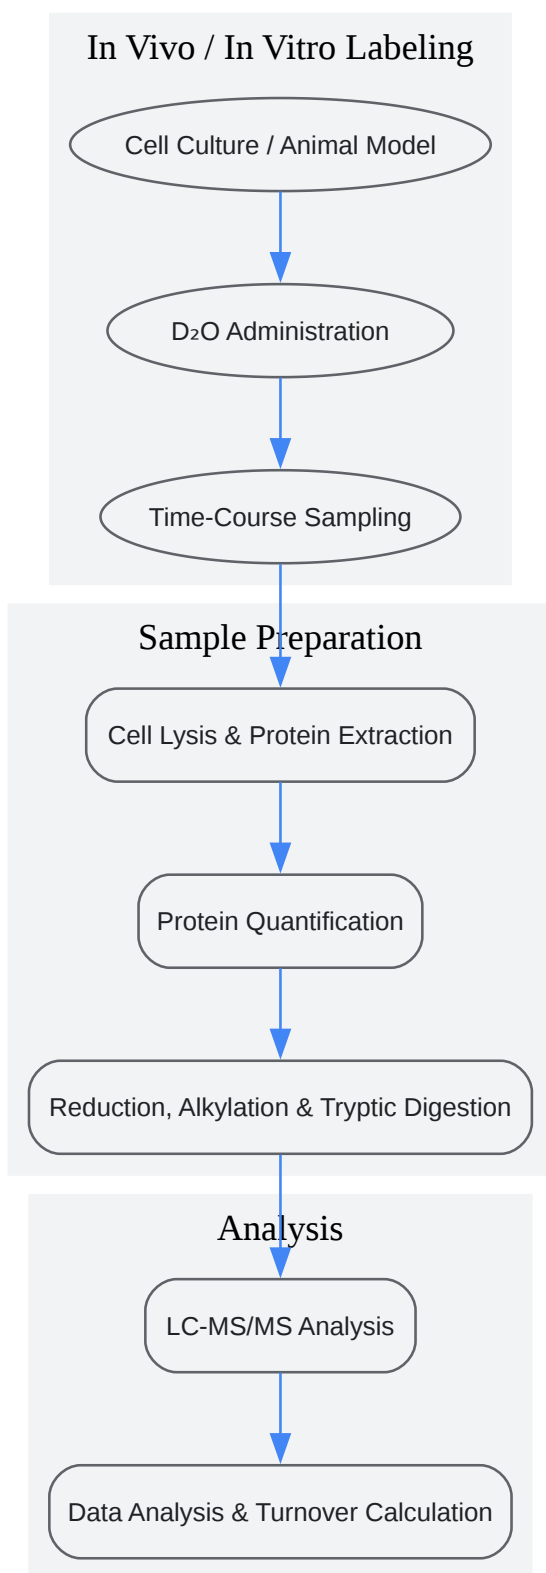 In Vivo / In Vitro Labeling
Cell Culture / Animal Model
D₂O Administration
Time-Course Sampling
Sample Preparation
Cell Lysis & Protein Extraction
Protein Quantification
Reduction, Alkylation & Tryptic Digestion
Analysis
LC-MS/MS Analysis
Data Analysis & Turnover Calculation